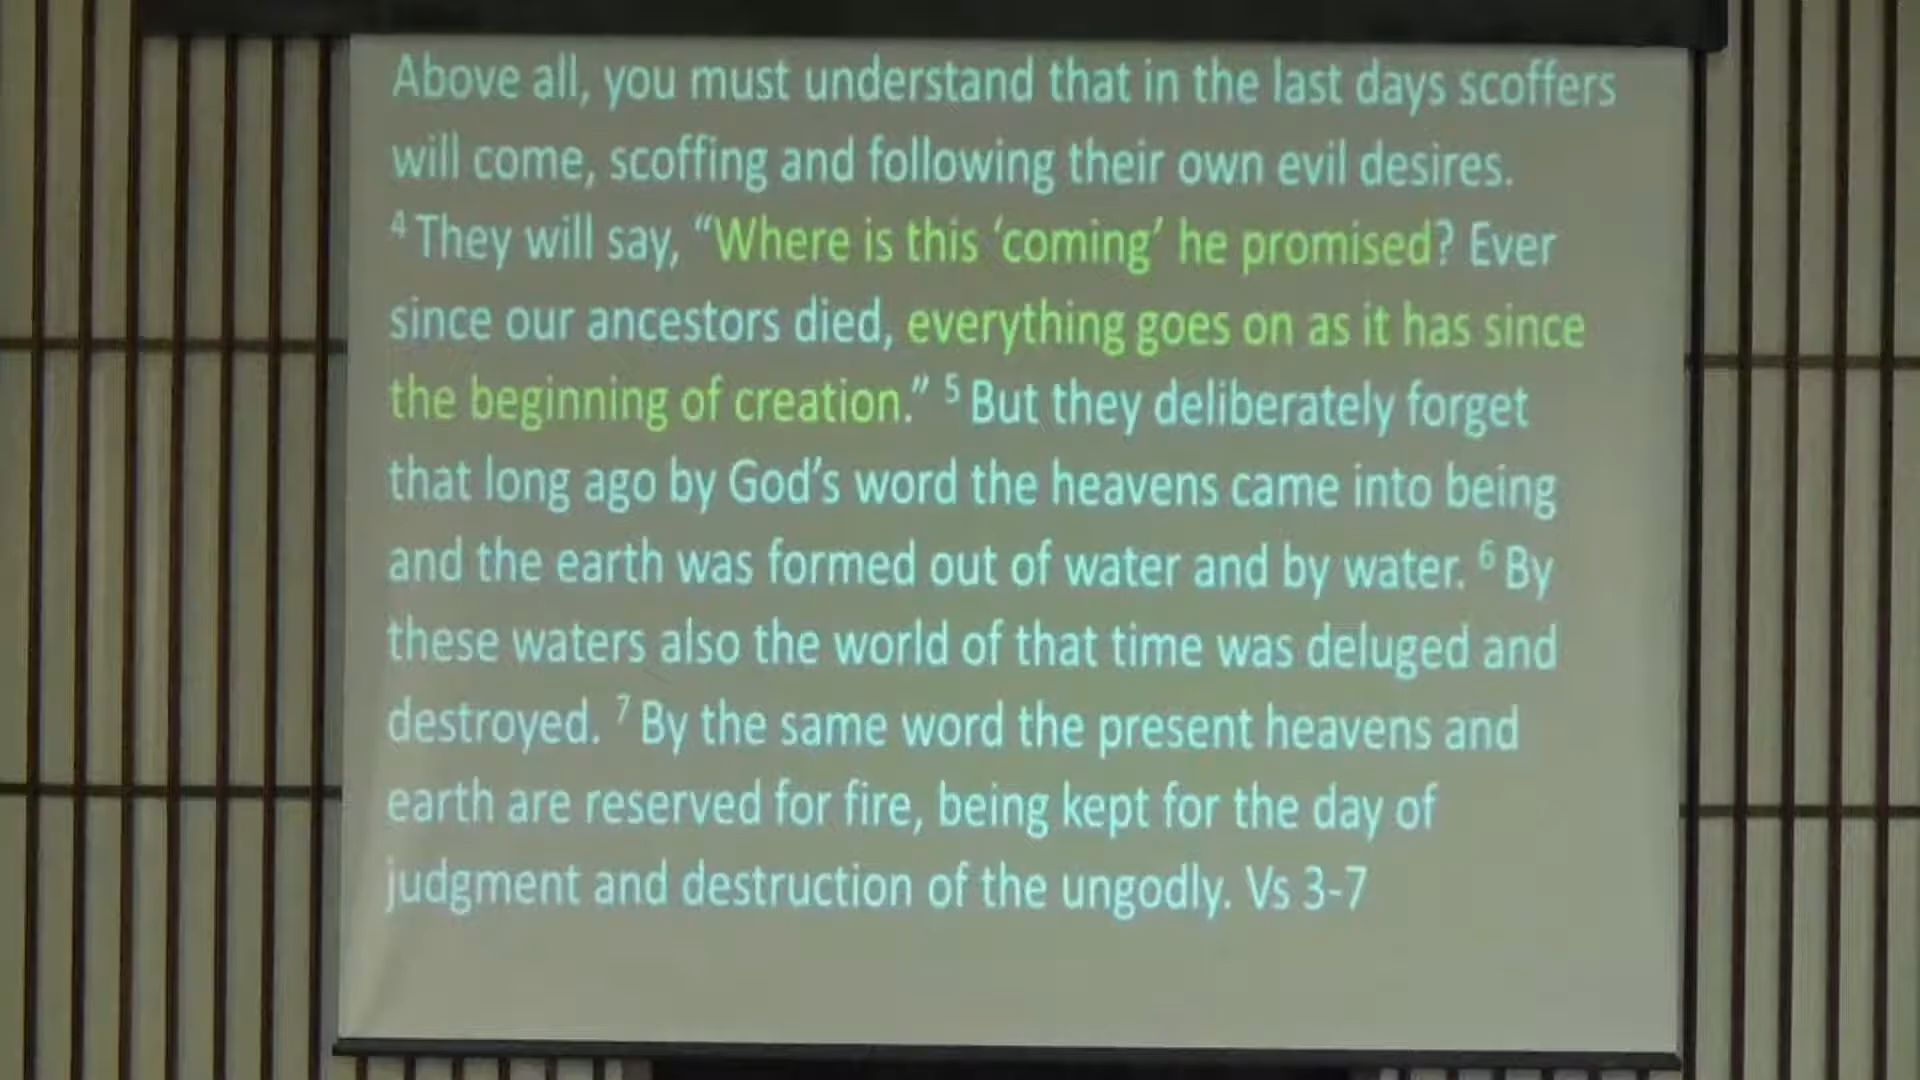 Above all, you must understand that in the last days scoffers
will come, scoffing and following their own evil desires.
4 They will say, “Where is this ‘coming’ he promised? Ever
since our ancestors died, everything goes on as it has since
the beginning of creation.” 5 But they deliberately forget
that long ago by God’s word the heavens came into being
and the earth was formed out of water and by water. 6 By
these waters also the world of that time was deluged and
destroyed. 7 By the same word the present heavens and
earth are reserved for fire, being kept for the day of
judgment and destruction of the ungodly. Vs 3-7